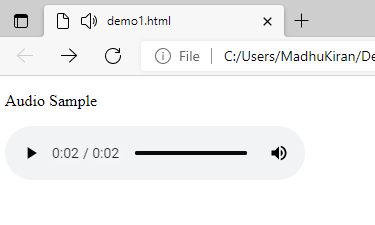 demo1.html
File | C:/Users/MadhuKiran/De
Audio Sample
0:02 / 0:02